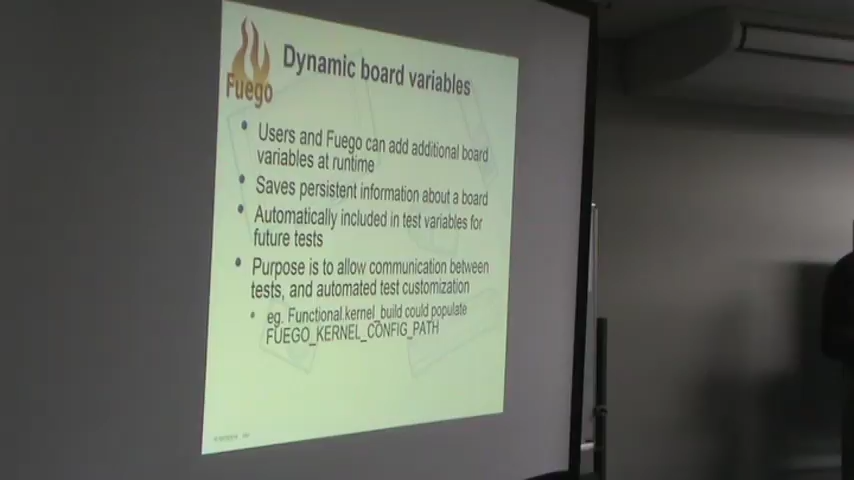 Fuego
Dynamic board variables
• Users and Fuego can add additional board
variables at runtime
• Saves persistent information about a board
• Automatically included in test variables for
future tests
• Purpose is to allow communication between
tests, and automated test customization
• eg. Functional.kernel_build could populate
FUEGO_KERNEL_CONFIG_PATH